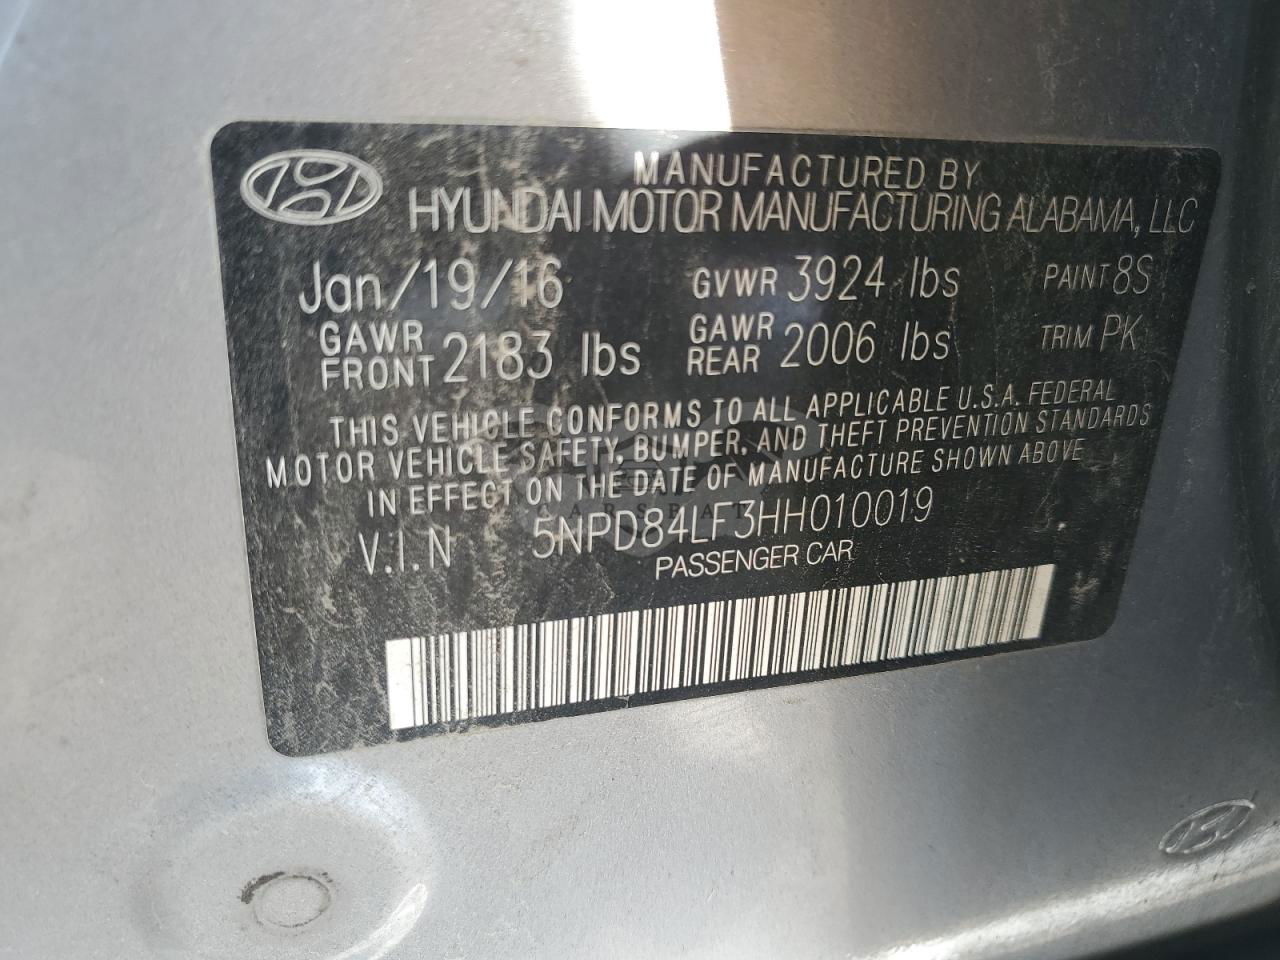 MANUFACTURED BY
HYUNDAI MOTOR MANUFACTURING ALABAMA, LLC
Jan/19/16 GVWR 3924 lbs PAINT 8S
GAWR FRONT 2183 lbs GAWR REAR 2006 lbs TRIM PK
THIS VEHICLE CONFORMS TO ALL APPLICABLE U.S.A. FEDERAL
MOTOR VEHICLE SAFETY, BUMPER, AND THEFT PREVENTION STANDARDS
IN EFFECT ON THE DATE OF MANUFACTURE SHOWN ABOVE
V.I.N 5NPD84LF3HH010019
PASSENGER CAR